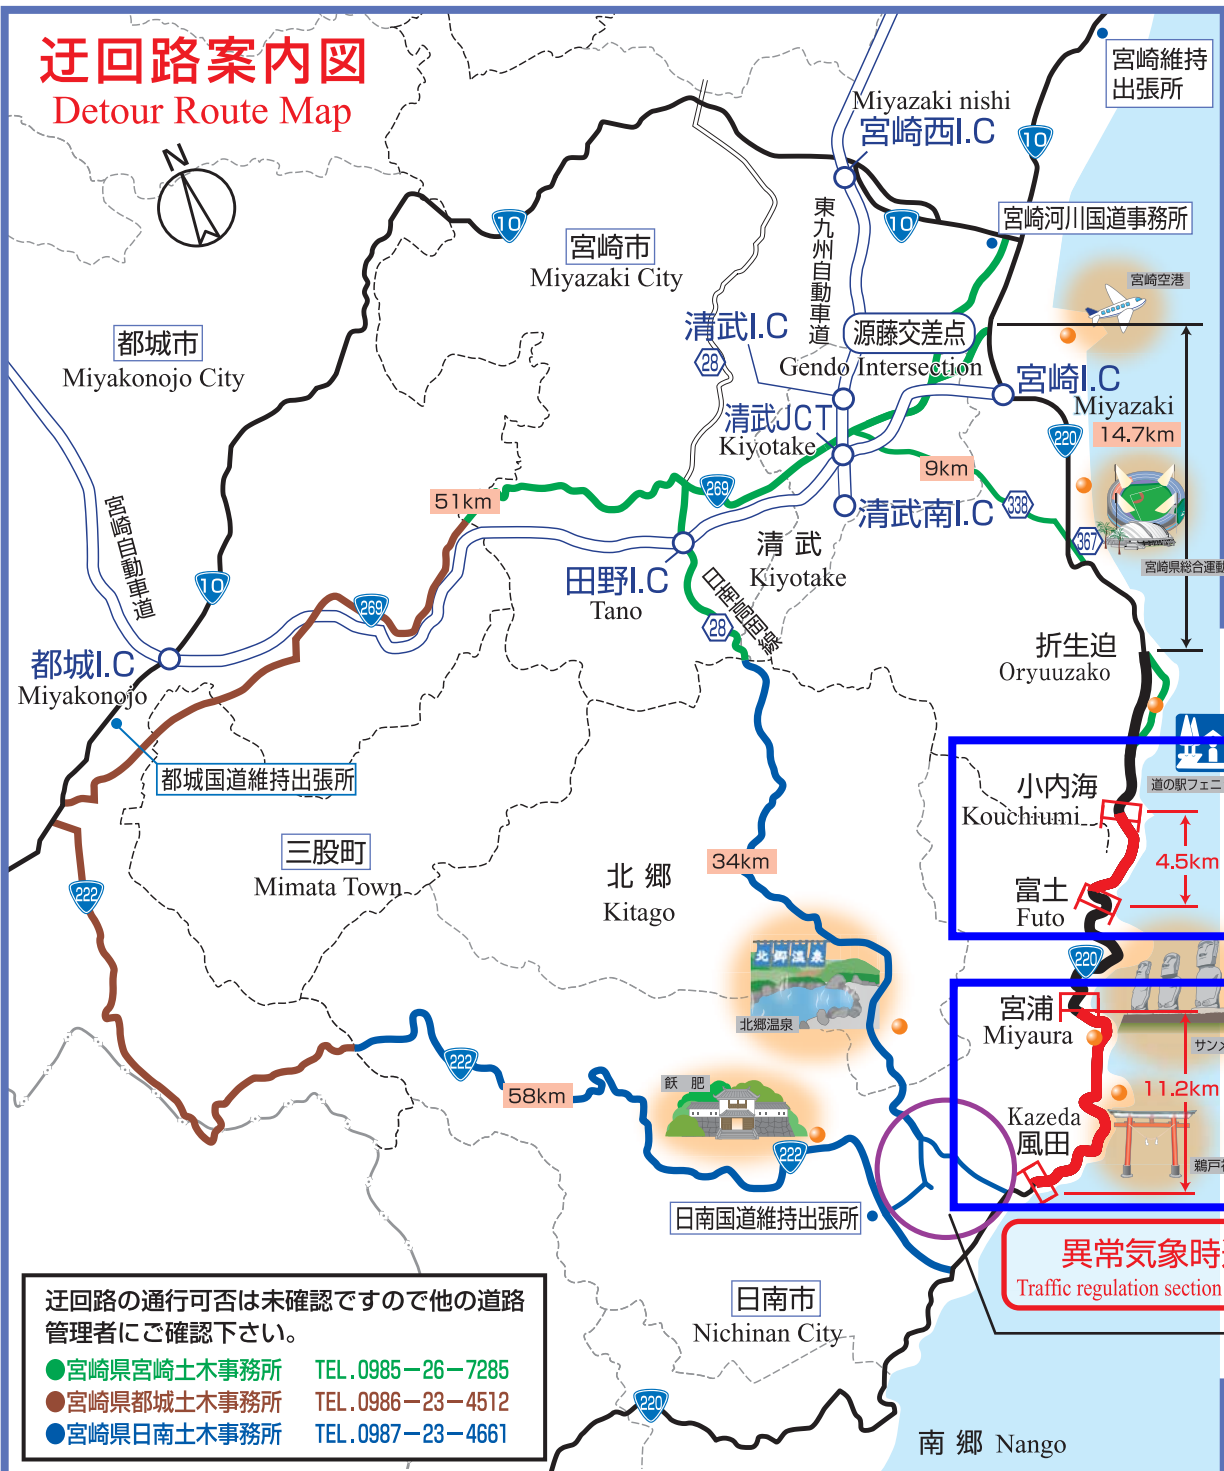 迂回路案内図
Detour Route Map
N
宮崎維持
出張所
Miyazaki nishi
宮崎西I.C
10
10
10
宮崎河川国道事務所
宮崎市
Miyazaki City
東九州自動車道
宮崎空港
都城市
Miyakonojo City
清武I.C
28
源藤交差点
Gendo Intersection
宮崎I.C
Miyazaki
清武JCT
Kiyotake
220
14.7km
9km
51km
269
338
清武南I.C
367
宮崎県総合運動
宮崎自動車道
清武
Kiyotake
田野I.C
Tano
日南高岡線
28
10
269
折生迫
Oryuuzako
都城I.C
Miyakonojo
都城国道維持出張所
道の駅フェニ
小内海
Kouchiumi
4.5km
三股町
Mimata Town
34km
北郷
Kitago
富土
Futo
222
220
北郷温泉
北郷温泉
宮浦
Miyaura
サンメ
222
58km
飫肥
11.2km
Kazeda
風田
222
鵜戸神
日南国道維持出張所
異常気象時通
Traffic regulation section
迂回路の通行可否は未確認ですので他の道路
管理者にご確認下さい。
●宮崎県宮崎土木事務所 TEL.0985-26-7285
●宮崎県都城土木事務所 TEL.0986-23-4512
●宮崎県日南土木事務所 TEL.0987-23-4661
日南市
Nichinan City
220
南郷 Nango